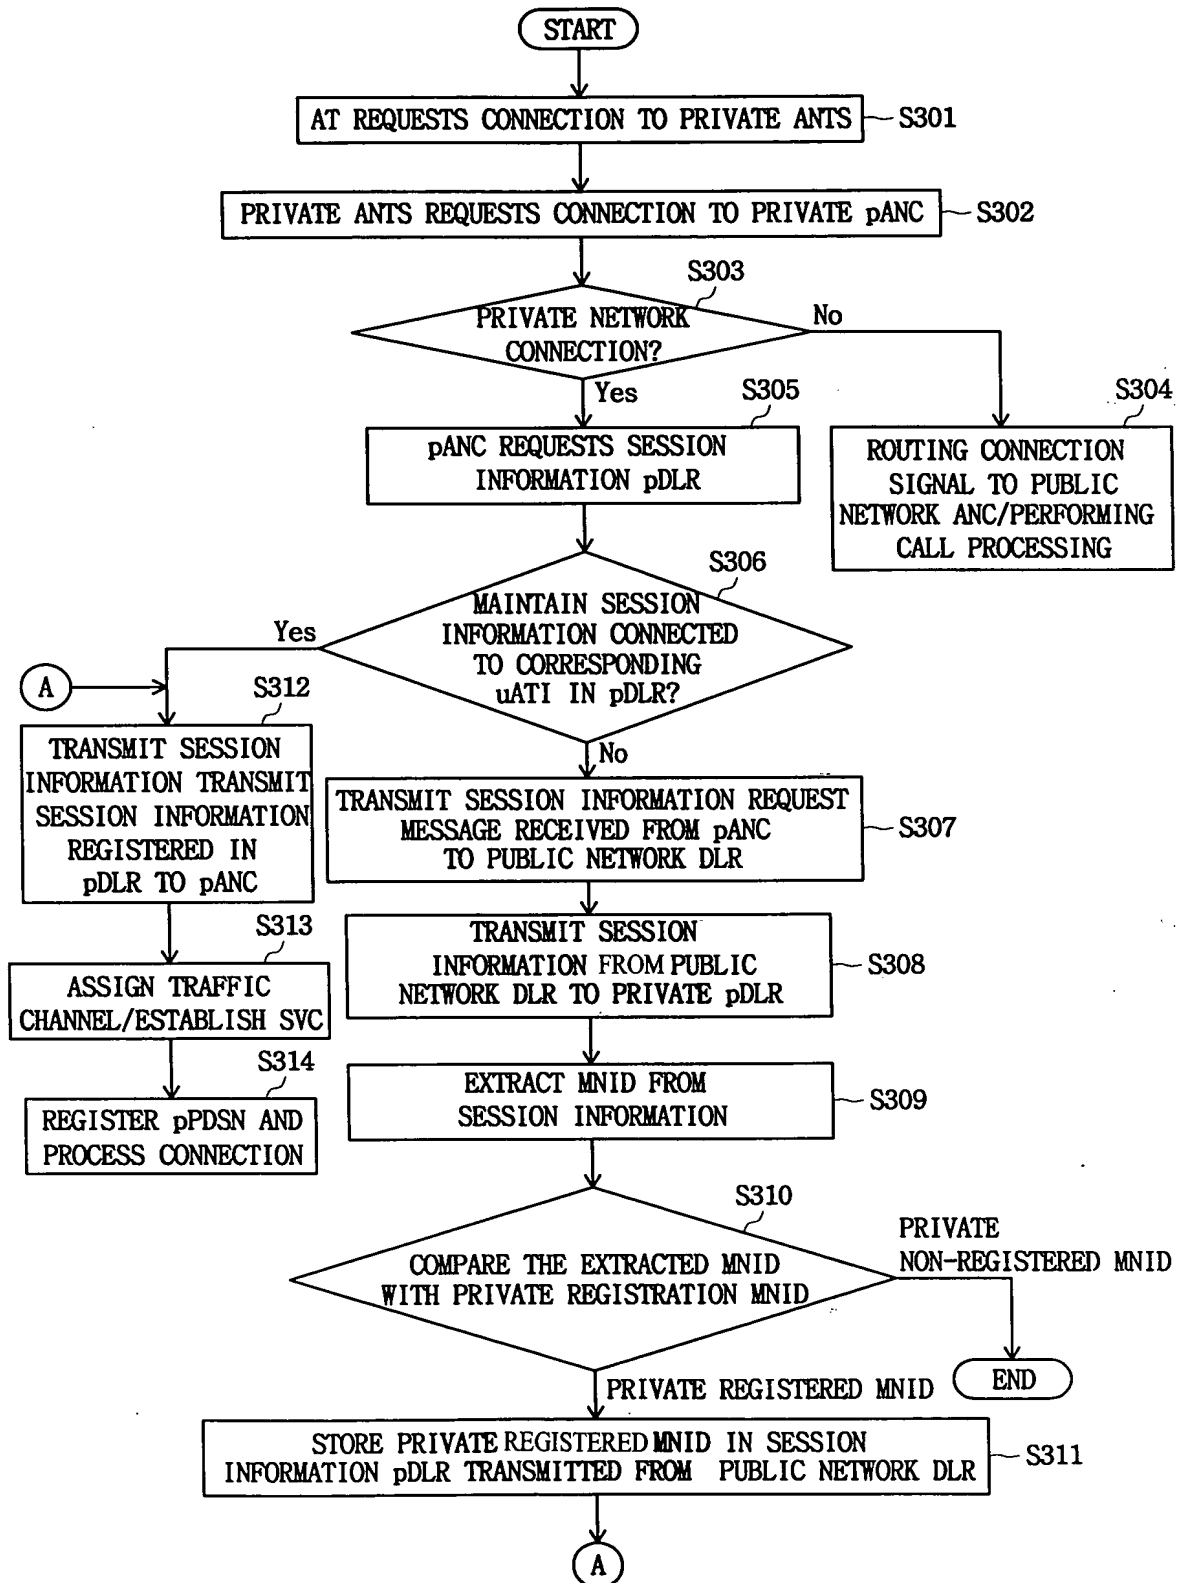 START
AT REQUESTS CONNECTION TO PRIVATE ANTS
S301
PRIVATE ANTS REQUESTS CONNECTION TO PRIVATE pANC
S302
S303
PRIVATE NETWORK
CONNECTION?
No
Yes
S305
S304
pANC REQUESTS SESSION
INFORMATION pDLR
ROUTING CONNECTION
SIGNAL TO PUBLIC
NETWORK ANC/PERFORMING
CALL PROCESSING
S306
MAINTAIN SESSION
INFORMATION CONNECTED
TO CORRESPONDING
uATI IN pDLR?
Yes
No
A
S312
TRANSMIT SESSION
INFORMATION TRANSMIT
SESSION INFORMATION
REGISTERED IN
pDLR TO pANC
TRANSMIT SESSION INFORMATION REQUEST
MESSAGE RECEIVED FROM pANC
TO PUBLIC NETWORK DLR
S307
S313
ASSIGN TRAFFIC
CHANNEL/ESTABLISH SVC
TRANSMIT SESSION
INFORMATION FROM PUBLIC
NETWORK DLR TO PRIVATE pDLR
S308
S314
REGISTER pPDSN AND
PROCESS CONNECTION
EXTRACT MNID FROM
SESSION INFORMATION
S309
S310
COMPARE THE EXTRACTED MNID
WITH PRIVATE REGISTRATION MNID
PRIVATE
NON-REGISTERED MNID
END
PRIVATE REGISTERED MNID
STORE PRIVATE REGISTERED MNID IN SESSION
INFORMATION pDLR TRANSMITTED FROM PUBLIC NETWORK DLR
S311
A